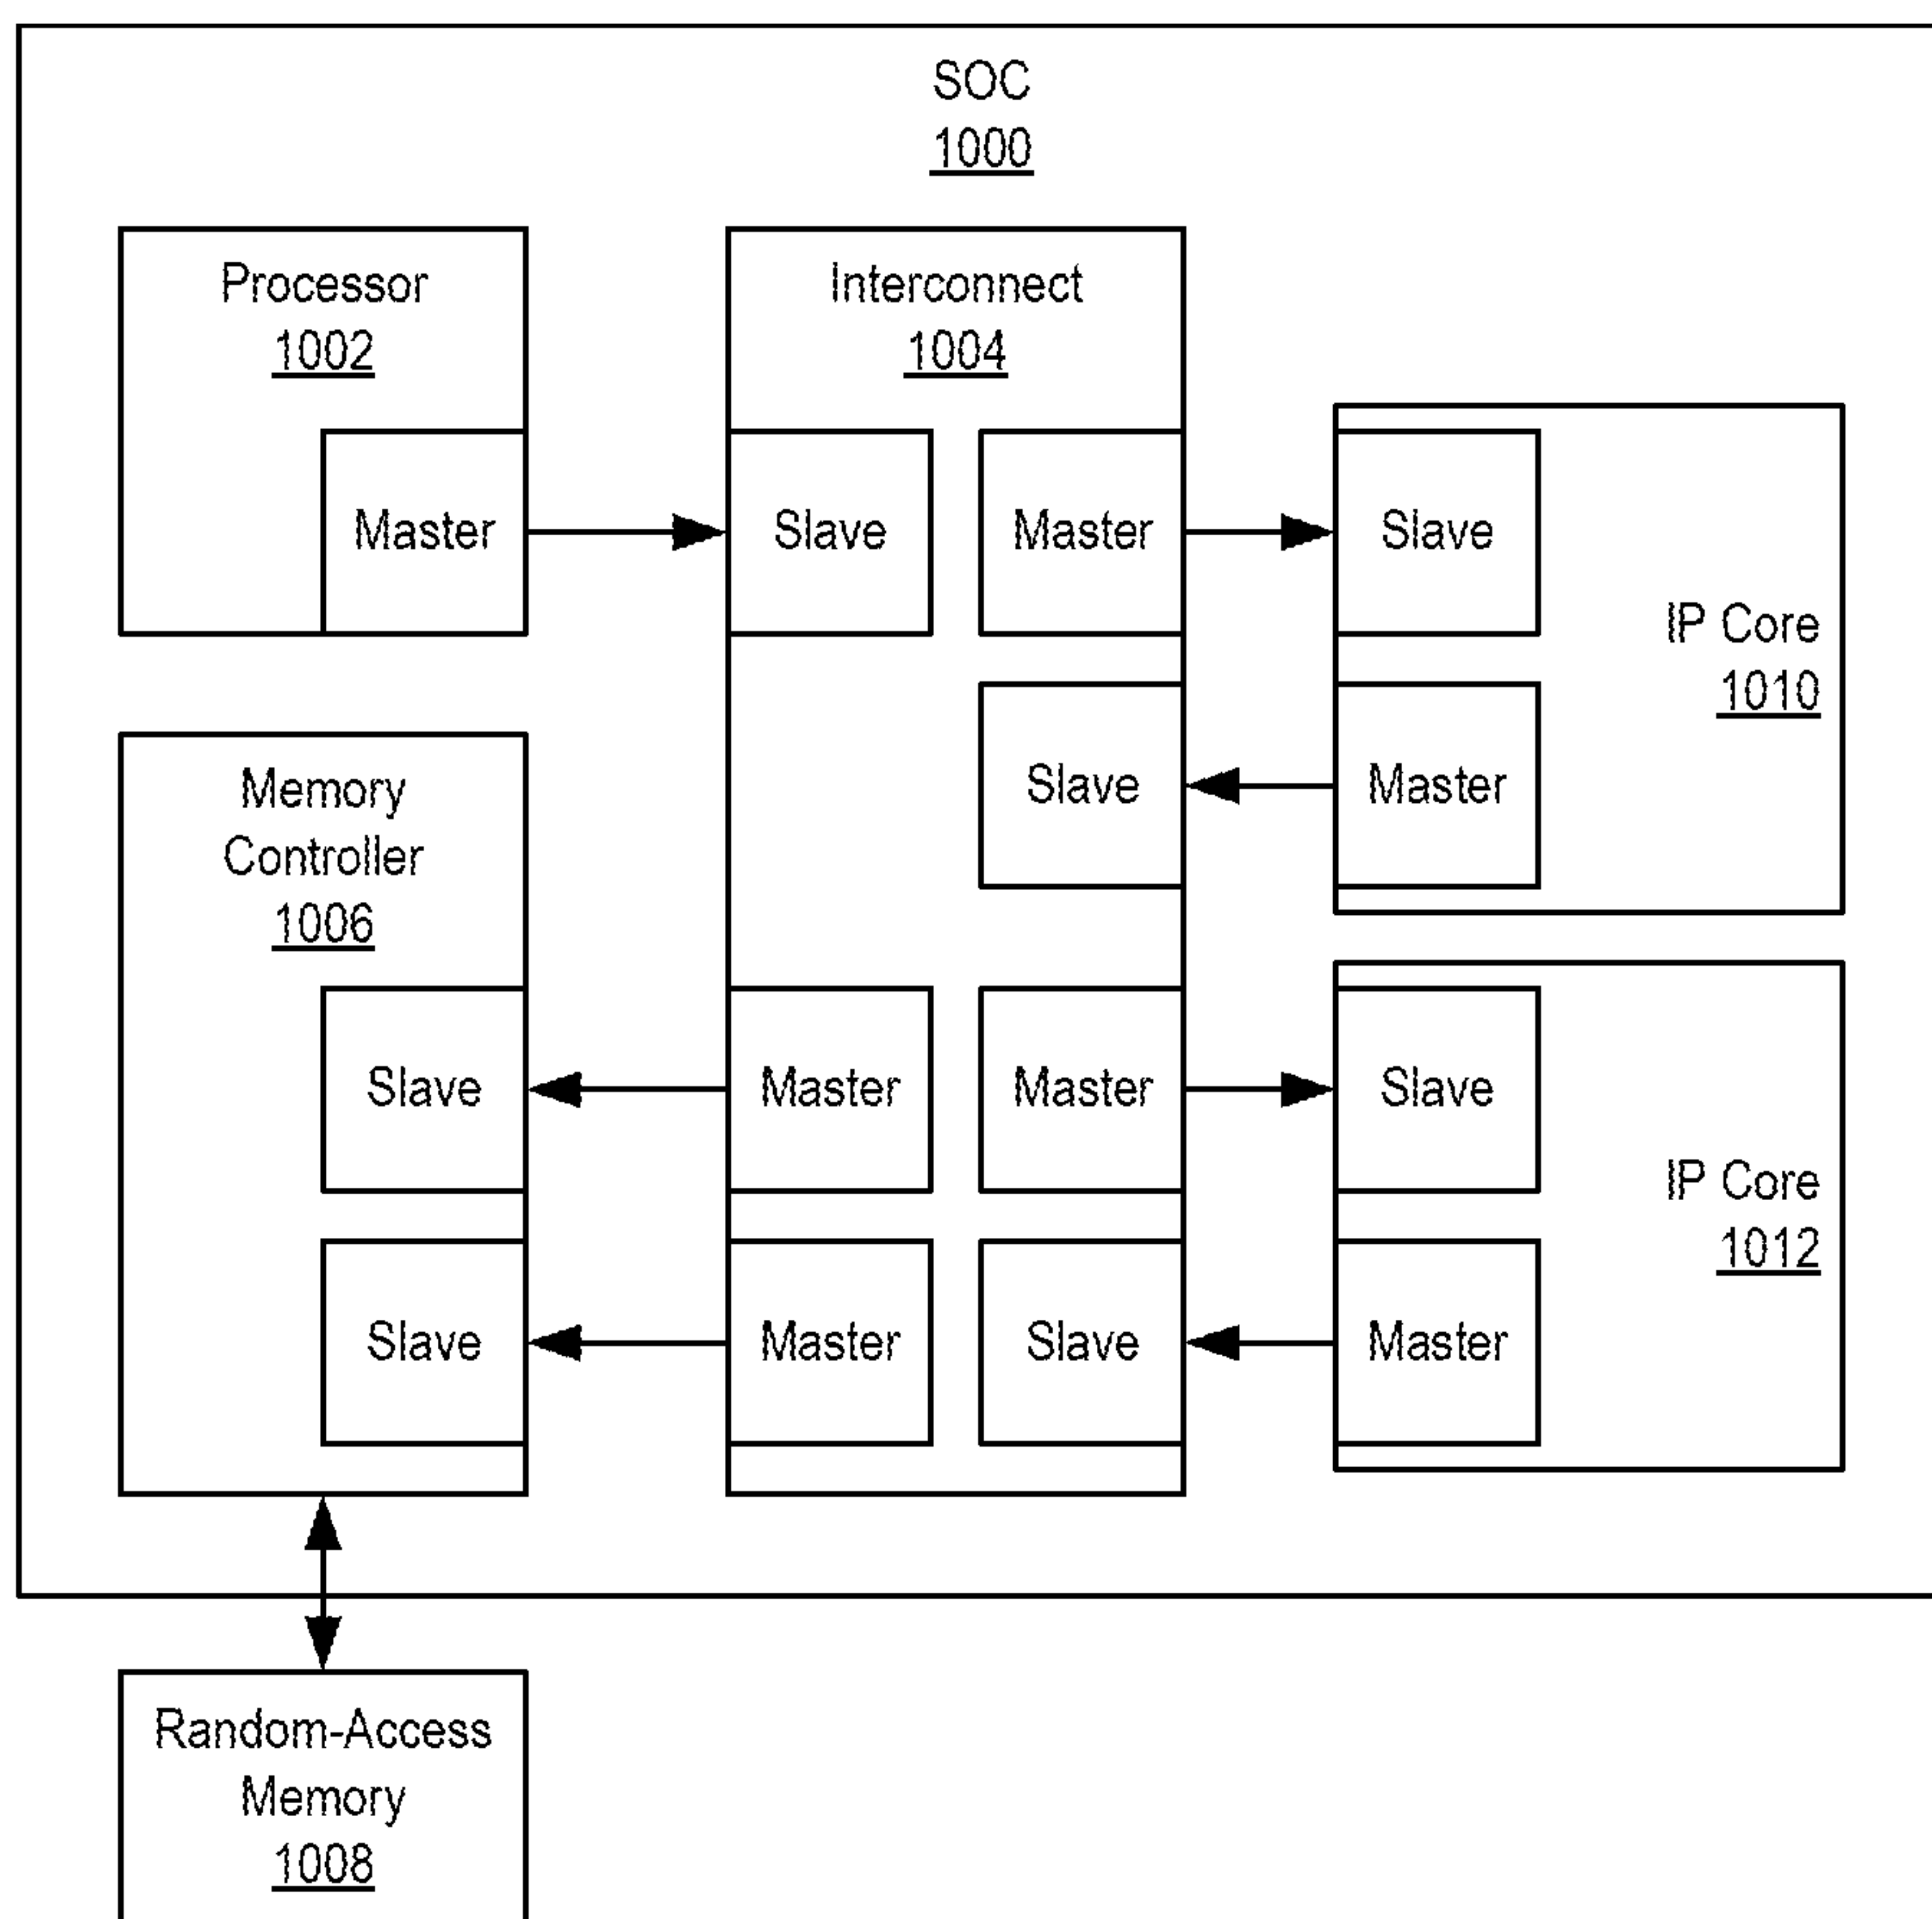 SOC
1000
Processor
1002
Interconnect
1004
Master
Slave
Master
Slave
IP Core
1010
Slave
Master
Memory
Controller
1006
Slave
Master
Master
Slave
IP Core
1012
Slave
Master
Slave
Master
Random-Access
Memory
1008